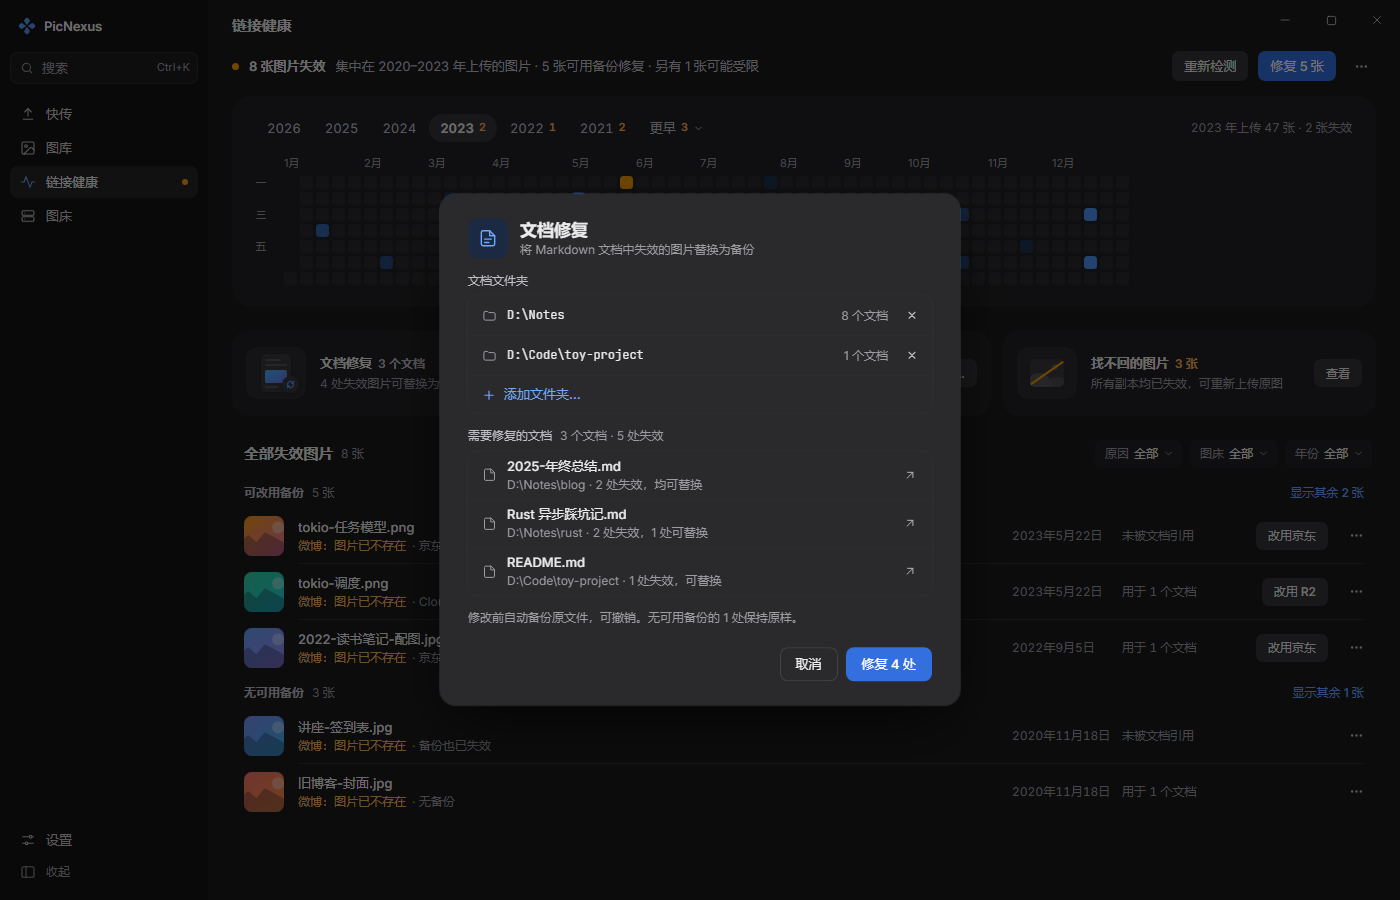 PicNexus
搜索 Ctrl+K
快传
图库
链接健康
图床
设置
收起
链接健康
8 张图片失效 集中在 2020–2023 年上传的图片 · 5 张可用备份修复 · 另有 1 张可能受限
重新检测 修复 5 张
2026 2025 2024 2023 2 2022 1 2021 2 更早 3
2023 年上传 47 张 · 2 张失效
1月 2月 3月 4月 5月 6月 7月 8月 9月 10月 11月 12月
一
三
五
文档修复 3 个文档
4 处失效图片可替换为
找不回的图片 3 张
所有副本均已失效，可重新上传原图
查看
全部失效图片 8 张
原因 全部 图床 全部 年份 全部
可改用备份 5 张
显示其余 2 张
tokio-任务模型.png
微博：图片已不存在 · 京东
2023年5月22日 未被文档引用 改用京东
tokio-调度.png
微博：图片已不存在 · Clou
2023年5月22日 用于 1 个文档 改用 R2
2022-读书笔记-配图.jpg
微博：图片已不存在 · 京东
2022年9月5日 用于 1 个文档 改用京东
无可用备份 3 张
显示其余 1 张
讲座-签到表.jpg
微博：图片已不存在 · 备份也已失效
2020年11月18日 未被文档引用
旧博客-封面.jpg
微博：图片已不存在 · 无备份
2020年11月18日 用于 1 个文档
文档修复
将 Markdown 文档中失效的图片替换为备份
文档文件夹
D:\Notes 8 个文档
D:\Code\toy-project 1 个文档
添加文件夹...
需要修复的文档 3 个文档 · 5 处失效
2025-年终总结.md
D:\Notes\blog · 2 处失效，均可替换
Rust 异步踩坑记.md
D:\Notes\rust · 2 处失效，1 处可替换
README.md
D:\Code\toy-project · 1 处失效，可替换
修改前自动备份原文件，可撤销。无可用备份的 1 处保持原样。
取消 修复 4 处